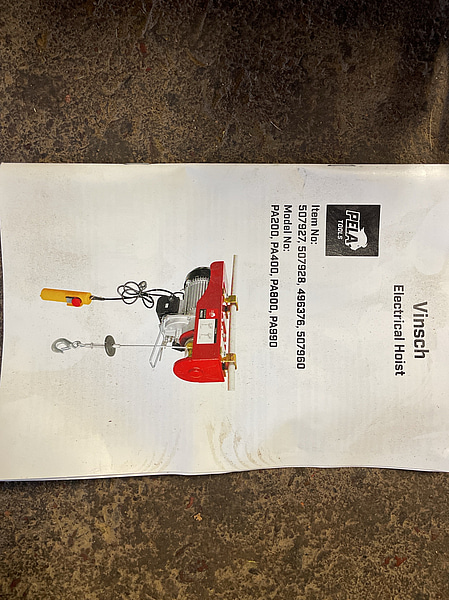 Vinsch
Electrical Hoist
PELA
TOOLS
Item No:
507927, 507928, 496376, 507960
Model No:
PA200, PA400, PA800, PA990